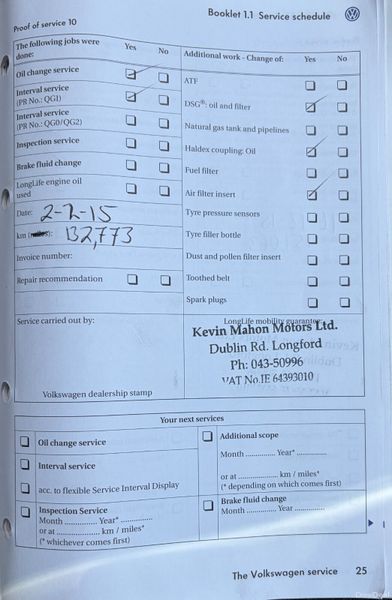 Booklet 1.1 Service schedule
Proof of service 10
The following jobs were done: Yes No
Oil change service
Interval service
(PR No.: QG1)
Interval service
(PR No.: QG0/QG2)
Inspection service
Brake fluid change
LongLife engine oil
used
Date: 2-2-15
km (miles): 132,773
Invoice number:
Repair recommendation
Additional work - Change of: Yes No
ATF
DSG®: oil and filter
Natural gas tank and pipelines
Haldex coupling: Oil
Fuel filter
Air filter insert
Tyre pressure sensors
Tyre filler bottle
Dust and pollen filter insert
Toothed belt
Spark plugs
Service carried out by:
Volkswagen dealership stamp
LongLife mobility guarantee:
Kevin Mahon Motors Ltd.
Dublin Rd. Longford
Ph: 043-50996
VAT No.IE 64393010
Your next services
Oil change service
Interval service
acc. to flexible Service Interval Display
Inspection Service
Month ............. Year* .............
or at ............. km / miles*
(* whichever comes first)
Additional scope
Month ............. Year* .............
or at ............. km / miles*
(* depending on which comes first)
Brake fluid change
Month ............. Year .............
The Volkswagen service 25